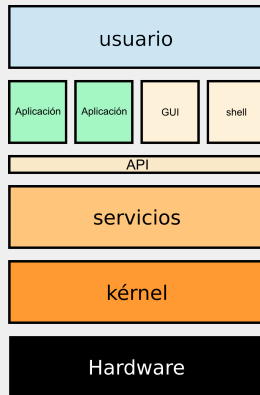 usuario
Aplicación Aplicación GUI shell
API
servicios
kérnel
Hardware